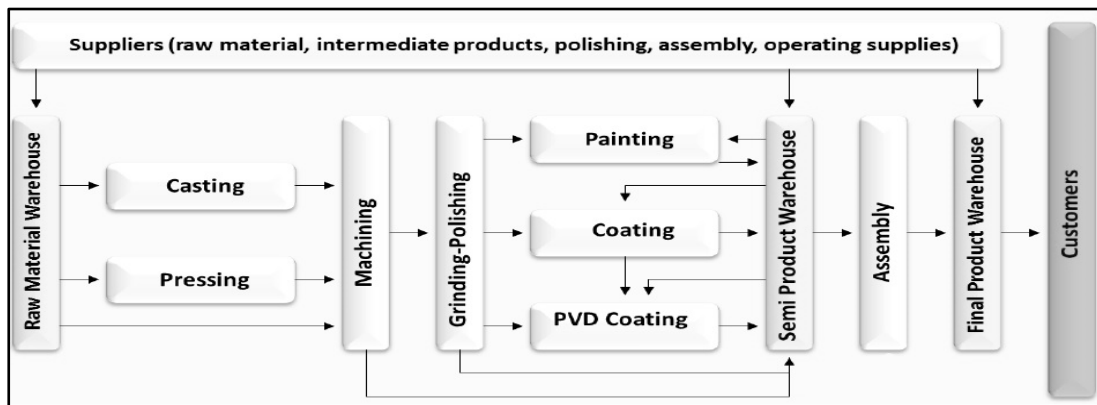 Suppliers (raw material, intermediate products, polishing, assembly, operating supplies)
Raw Material Warehouse
Casting
Pressing
Machining
Grinding-Polishing
Painting
Coating
PVD Coating
Semi Product Warehouse
Assembly
Final Product Warehouse
Customers